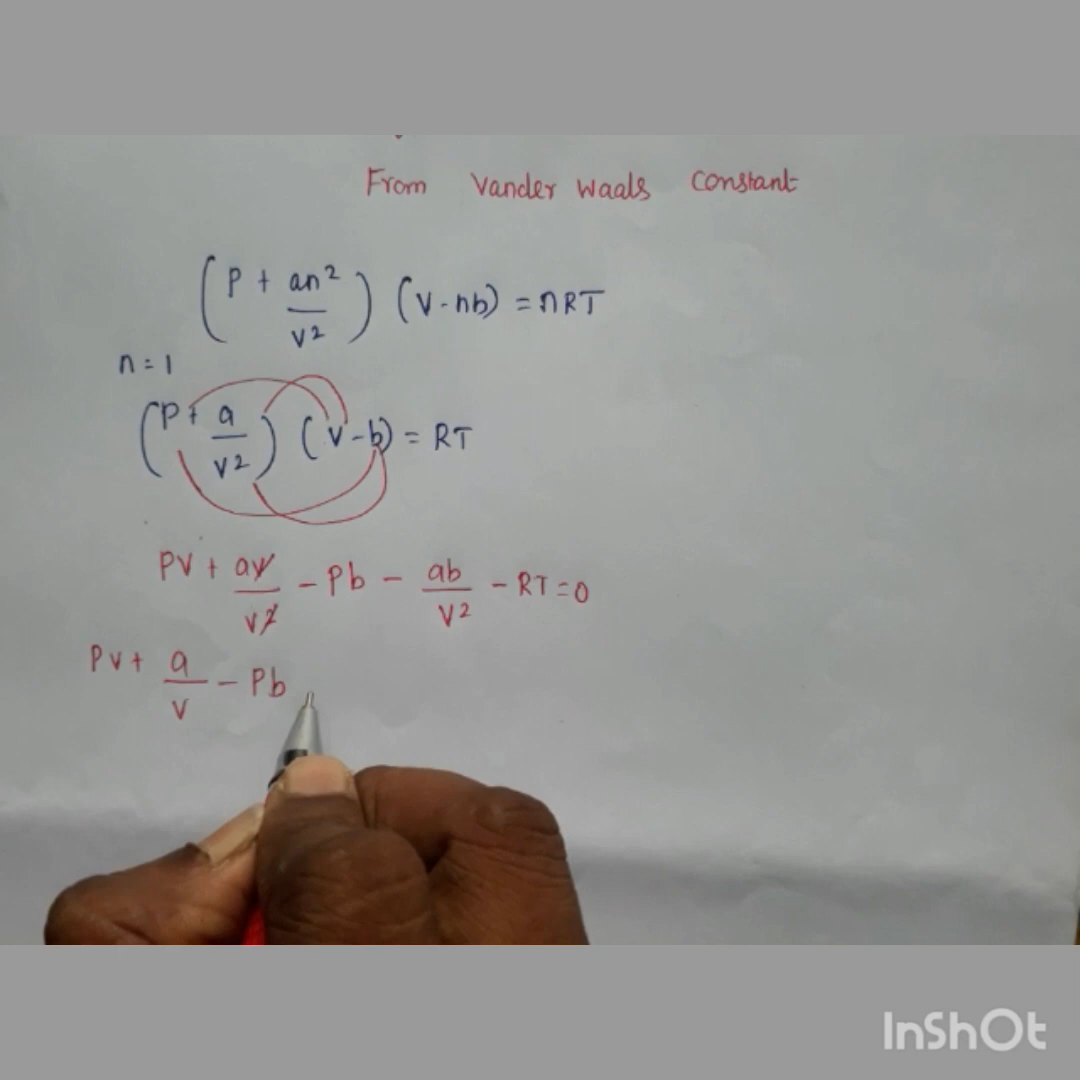 From Vander waals Constant
(P + an²/v²) (v-nb) = nRT
n=1
(P + a/v²) (v-b) = RT
PV + av/v² - Pb - ab/v² - RT=0
Pv + a/v - Pb
InShOt